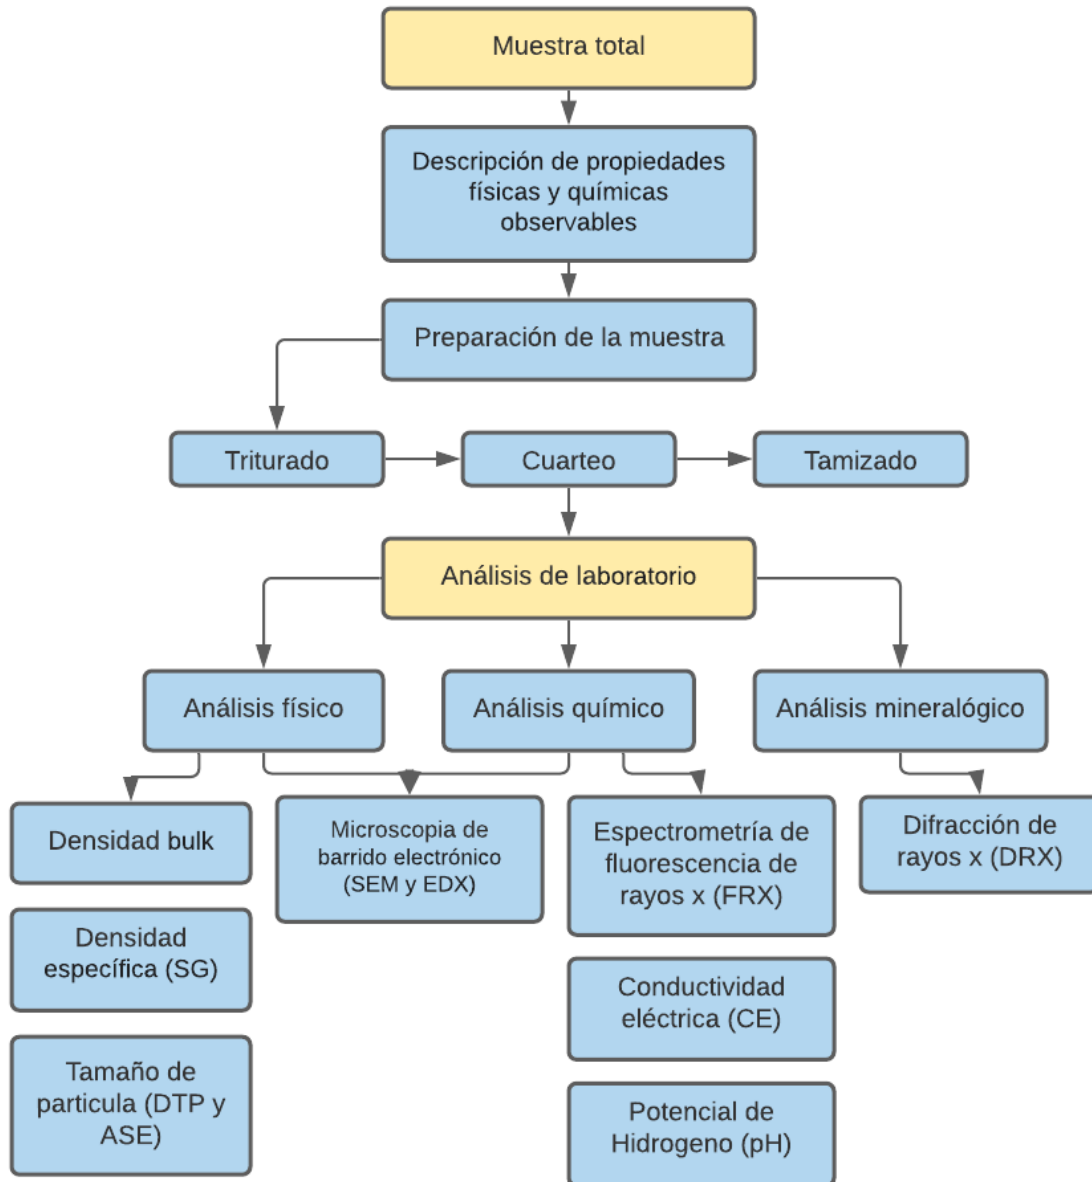 Muestra total
Descripción de propiedades
físicas y químicas
observables
Preparación de la muestra
Triturado
Cuarteo
Tamizado
Análisis de laboratorio
Análisis físico
Análisis químico
Análisis mineralógico
Densidad bulk
Microscopia de
barrido electrónico
(SEM y EDX)
Espectrometría de
fluorescencia de
rayos x (FRX)
Difracción de
rayos x (DRX)
Densidad
específica (SG)
Conductividad
eléctrica (CE)
Tamaño de
particula (DTP y
ASE)
Potencial de
Hidrogeno (pH)